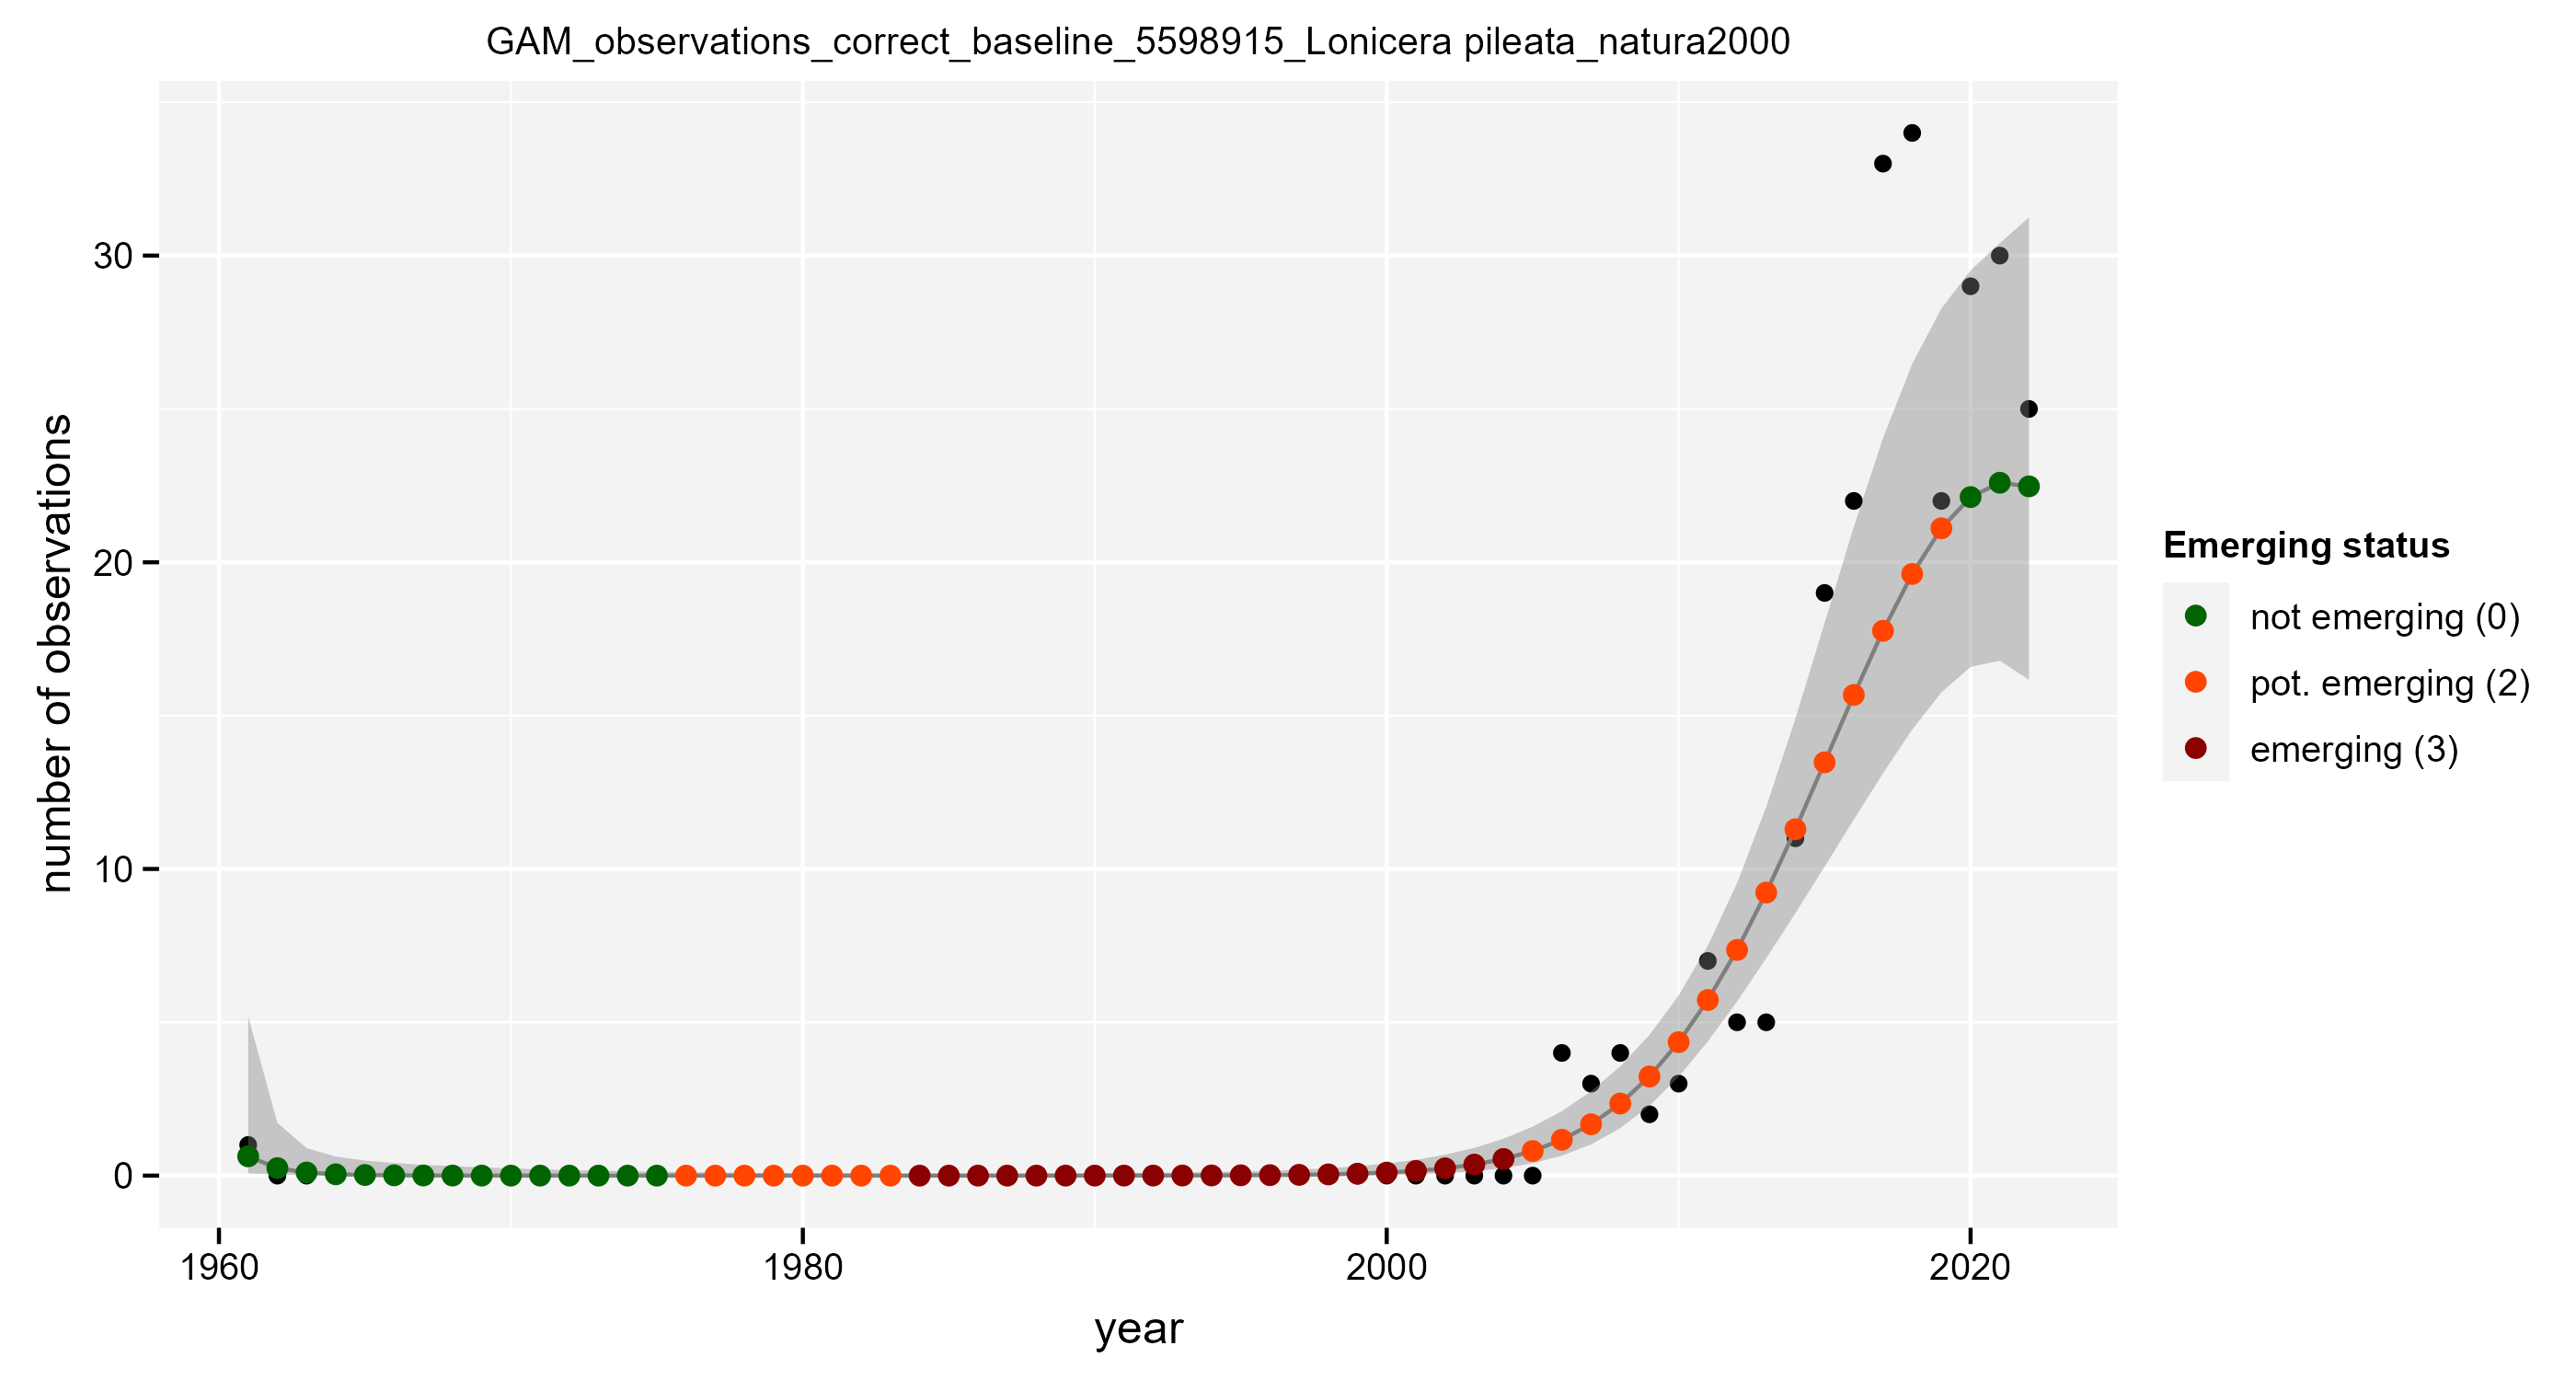 GAM_observations_correct_baseline_5598915_Lonicera pileata_natura2000
number of observations
30
20
10
0
1960
1980
2000
2020
year
Emerging status
not emerging (0)
pot. emerging (2)
emerging (3)